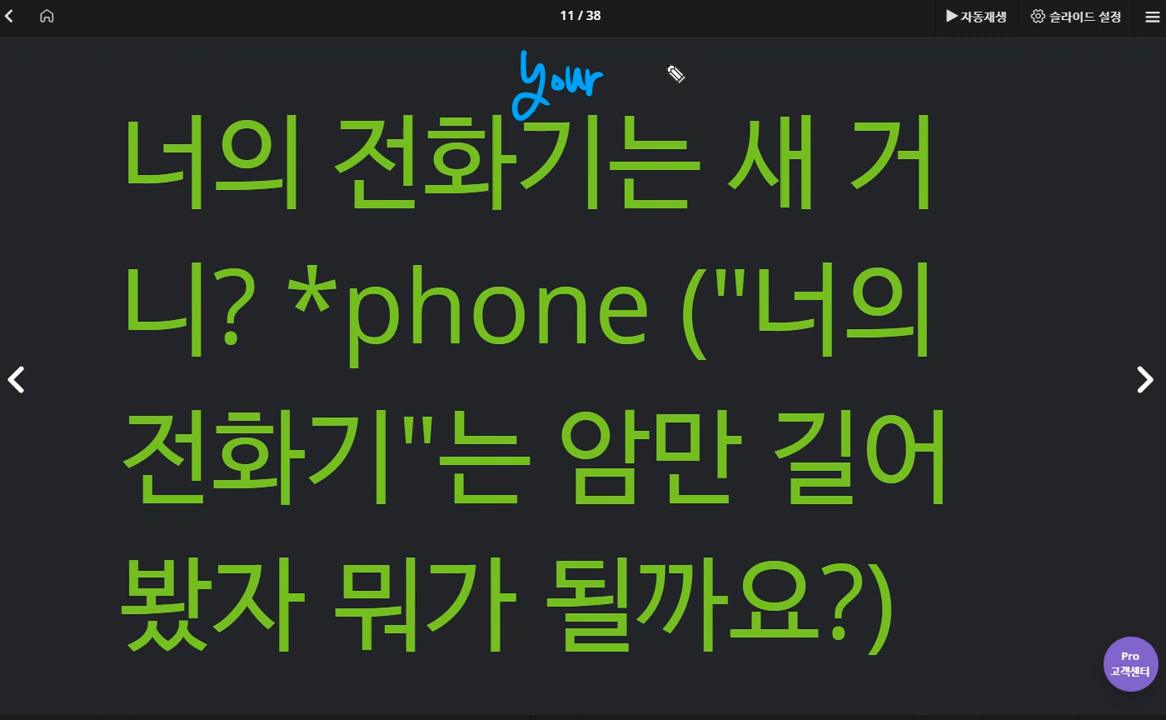 11 / 38
자동재생
슬라이드 설정
your
너의 전화기는 새 거
니? *phone ("너의
전화기"는 암만 길어
봤자 뭐가 될까요?)
Pro
고객센터